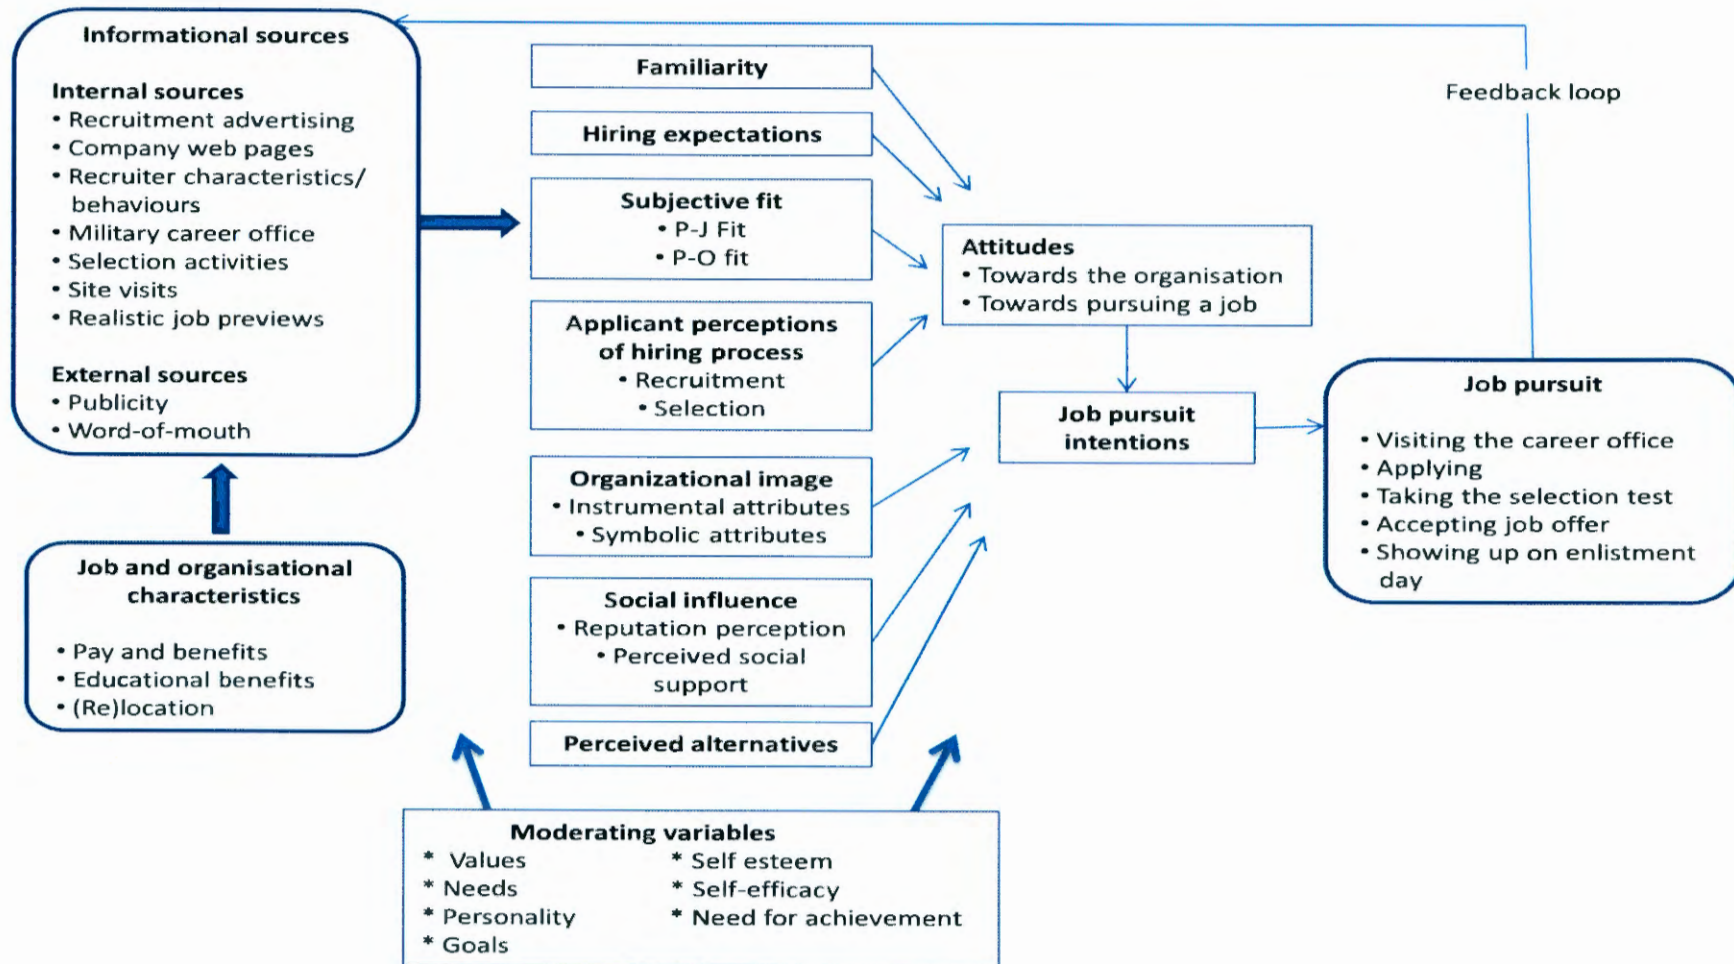 Informational sources
Internal sources
• Recruitment advertising
• Company web pages
• Recruiter characteristics/
behaviours
• Military career office
• Selection activities
• Site visits
• Realistic job previews
External sources
• Publicity
• Word-of-mouth
Job and organisational
characteristics
• Pay and benefits
• Educational benefits
• (Re)location
Familiarity
Hiring expectations
Subjective fit
• P-J Fit
• P-O fit
Applicant perceptions
of hiring process
• Recruitment
• Selection
Organizational image
• Instrumental attributes
• Symbolic attributes
Social influence
• Reputation perception
• Perceived social
support
Perceived alternatives
Moderating variables
* Values
* Needs
* Personality
* Goals
* Self esteem
* Self-efficacy
* Need for achievement
Attitudes
• Towards the organisation
• Towards pursuing a job
Job pursuit
intentions
Feedback loop
Job pursuit
• Visiting the career office
• Applying
• Taking the selection test
• Accepting job offer
• Showing up on enlistment
day